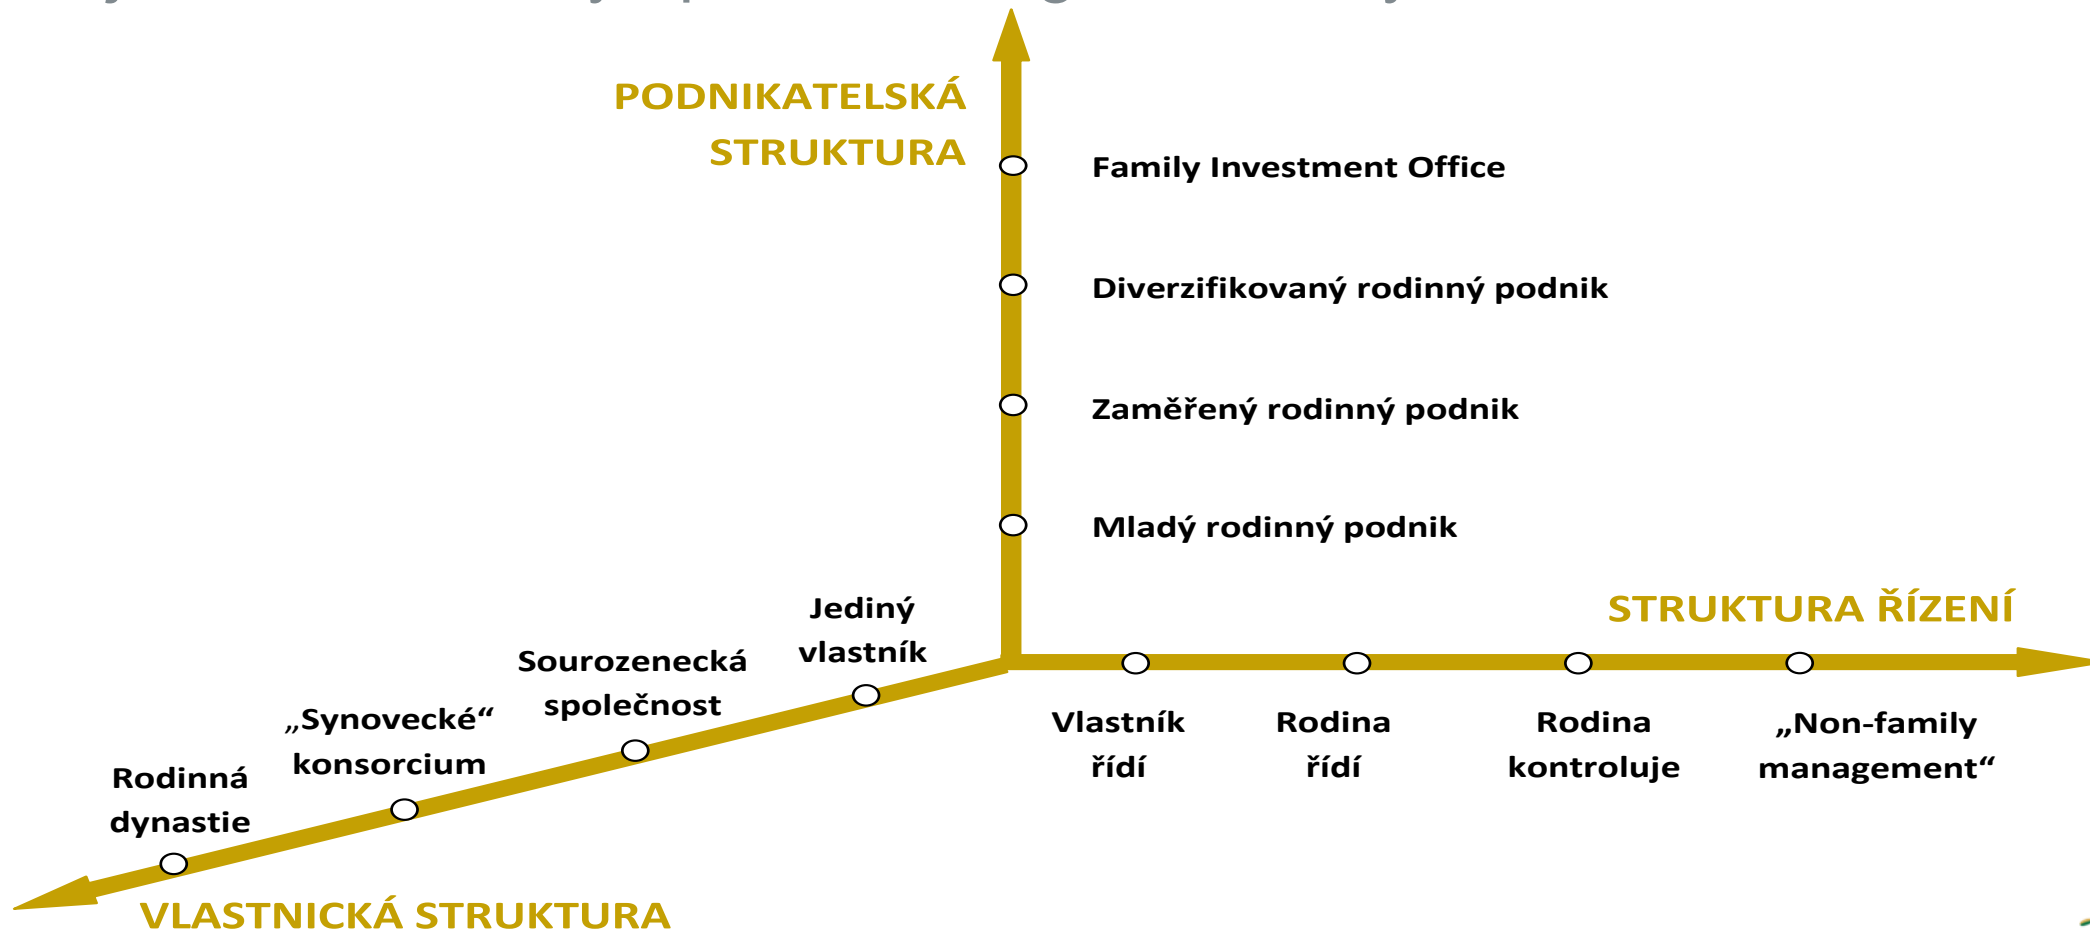 PODNIKATELSKÁ
STRUKTURA
Family Investment Office
Diverzifikovaný rodinný podnik
Zaměřený rodinný podnik
Mladý rodinný podnik
STRUKTURA ŘÍZENÍ
Vlastník
řídí
Rodina
řídí
Rodina
kontroluje
„Non-family
management“
Jediný
vlastník
Sourozenecká
společnost
„Synovecké“
konsorcium
Rodinná
dynastie
VLASTNICKÁ STRUKTURA